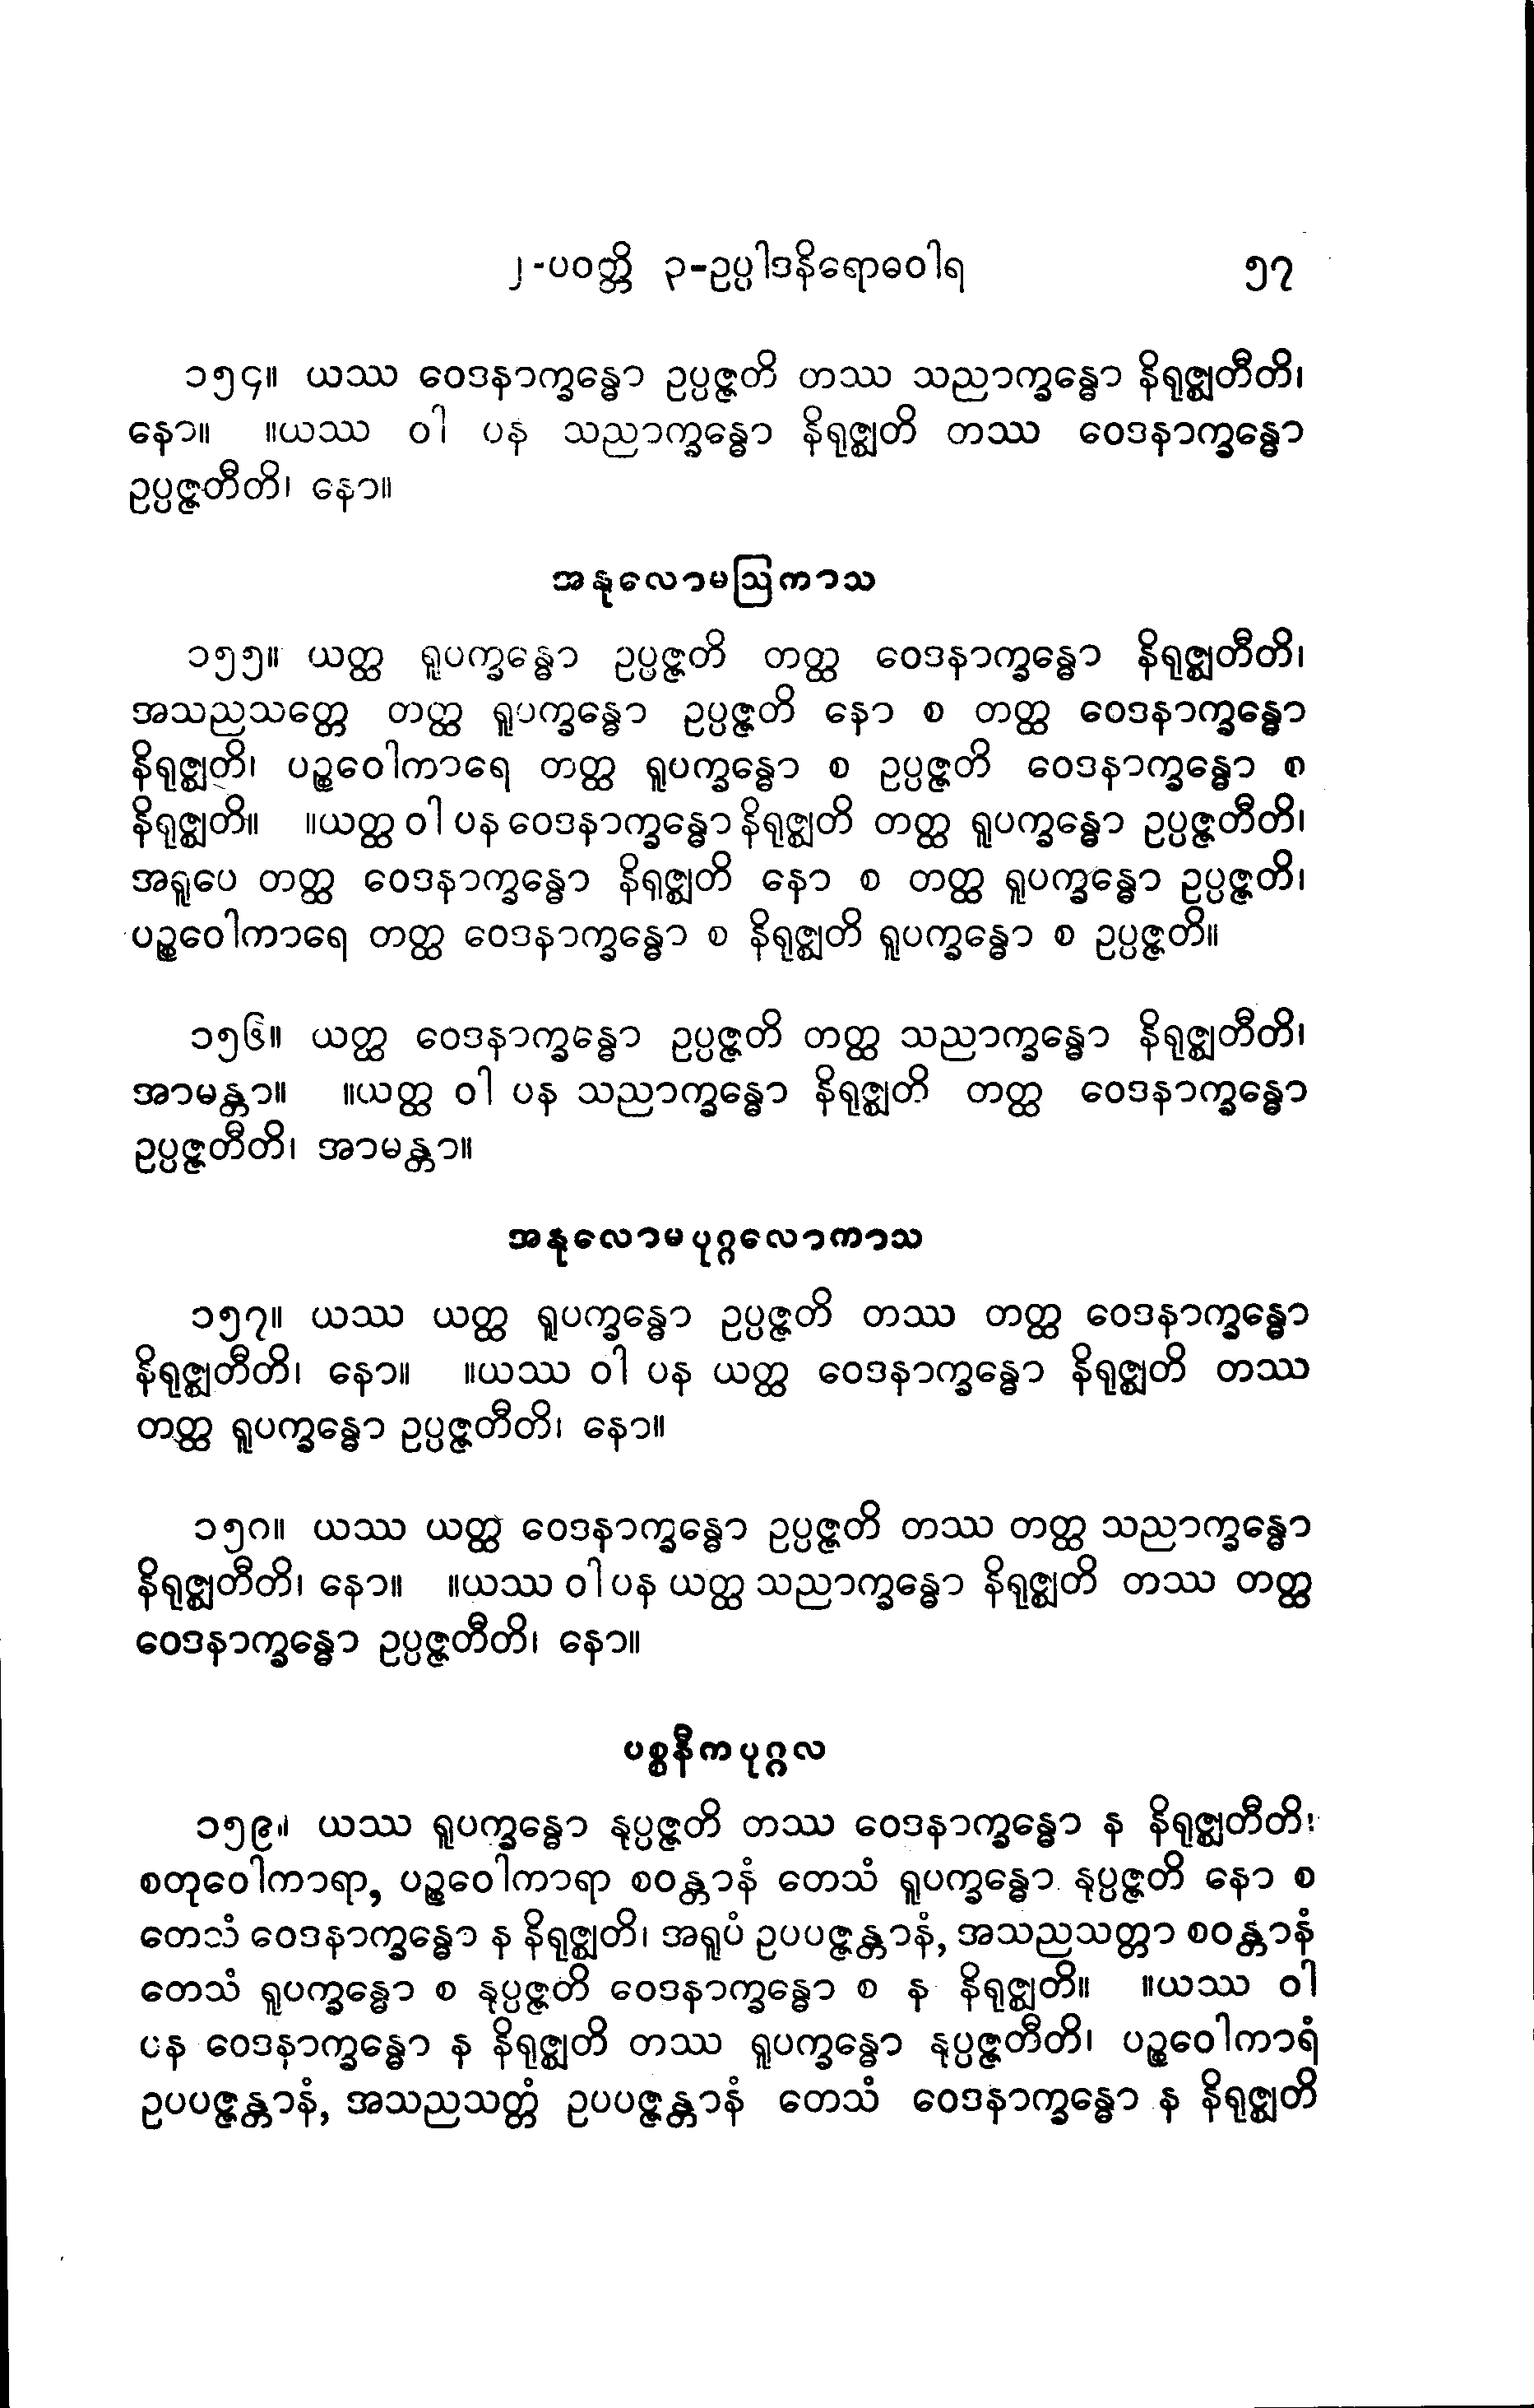 ၂-ပဝတ္တိ ၃-ဥပ္ပါဒနိရောဓဝါရ ၅၇
၁၅၄။ ယဿ ဝေဒနာက္ခန္ဓော ဥပ္ပဇ္ဇတိ တဿ သညာက္ခန္ဓော နိရုဇ္ဈတီတိ၊
နော။ ။ယဿ ဝါ ပန သညာက္ခန္ဓော နိရုဇ္ဈတိ တဿ ဝေဒနာက္ခန္ဓော
ဥပ္ပဇ္ဇတီတိ၊ နော။
အနုလောမဩကာသ
၁၅၅။ ယတ္ထ ရူပက္ခန္ဓော ဥပ္ပဇ္ဇတိ တတ္ထ ဝေဒနာက္ခန္ဓော နိရုဇ္ဈတီတိ၊
အသညသတ္တေ တတ္ထ ရူပက္ခန္ဓော ဥပ္ပဇ္ဇတိ နော စ တတ္ထ ဝေဒနာက္ခန္ဓော
နိရုဇ္ဈတိ၊ ပဉ္စဝေါကာရေ တတ္ထ ရူပက္ခန္ဓော စ ဥပ္ပဇ္ဇတိ ဝေဒနာက္ခန္ဓော စ
နိရုဇ္ဈတိ။ ။ယတ္ထ ဝါ ပန ဝေဒနာက္ခန္ဓော နိရုဇ္ဈတိ တတ္ထ ရူပက္ခန္ဓော ဥပ္ပဇ္ဇတီတိ၊
အရူပေ တတ္ထ ဝေဒနာက္ခန္ဓော နိရုဇ္ဈတိ နော စ တတ္ထ ရူပက္ခန္ဓော ဥပ္ပဇ္ဇတိ၊
ပဉ္စဝေါကာရေ တတ္ထ ဝေဒနာက္ခန္ဓော စ နိရုဇ္ဈတိ ရူပက္ခန္ဓော စ ဥပ္ပဇ္ဇတိ။
၁၅၆။ ယတ္ထ ဝေဒနာက္ခန္ဓော ဥပ္ပဇ္ဇတိ တတ္ထ သညာက္ခန္ဓော နိရုဇ္ဈတီတိ၊
အာမန္တာ။ ။ယတ္ထ ဝါ ပန သညာက္ခန္ဓော နိရုဇ္ဈတိ တတ္ထ ဝေဒနာက္ခန္ဓော
ဥပ္ပဇ္ဇတီတိ၊ အာမန္တာ။
အနုလောမပုဂ္ဂလောကာသ
၁၅၇။ ယဿ ယတ္ထ ရူပက္ခန္ဓော ဥပ္ပဇ္ဇတိ တဿ တတ္ထ ဝေဒနာက္ခန္ဓော
နိရုဇ္ဈတီတိ၊ နော။ ။ယဿ ဝါ ပန ယတ္ထ ဝေဒနာက္ခန္ဓော နိရုဇ္ဈတိ တဿ
တတ္ထ ရူပက္ခန္ဓော ဥပ္ပဇ္ဇတီတိ၊ နော။
၁၅၈။ ယဿ ယတ္ထ ဝေဒနာက္ခန္ဓော ဥပ္ပဇ္ဇတိ တဿ တတ္ထ သညာက္ခန္ဓော
နိရုဇ္ဈတီတိ၊ နော။ ။ယဿ ဝါ ပန ယတ္ထ သညာက္ခန္ဓော နိရုဇ္ဈတိ တဿ တတ္ထ
ဝေဒနာက္ခန္ဓော ဥပ္ပဇ္ဇတီတိ၊ နော။
ပစ္စနီကပုဂ္ဂလ
၁၅၉။ ယဿ ရူပက္ခန္ဓော နုပ္ပဇ္ဇတိ တဿ ဝေဒနာက္ခန္ဓော န နိရုဇ္ဈတီတိ၊
စတုဝေါကာရာ, ပဉ္စဝေါကာရာ စဝန္တာနံ တေသံ ရူပက္ခန္ဓော နုပ္ပဇ္ဇတိ နော စ
တေသံ ဝေဒနာက္ခန္ဓော န နိရုဇ္ဈတိ၊ အရူပံ ဥပပဇ္ဇန္တာနံ, အသညသတ္တာ စဝန္တာနံ
တေသံ ရူပက္ခန္ဓော စ နုပ္ပဇ္ဇတိ ဝေဒနာက္ခန္ဓော စ န နိရုဇ္ဈတိ။ ။ယဿ ဝါ
ပန ဝေဒနာက္ခန္ဓော န နိရုဇ္ဈတိ တဿ ရူပက္ခန္ဓော နုပ္ပဇ္ဇတီတိ၊ ပဉ္စဝေါကာရံ
ဥပပဇ္ဇန္တာနံ, အသညသတ္တံ ဥပပဇ္ဇန္တာနံ တေသံ ဝေဒနာက္ခန္ဓော န နိရုဇ္ဈတိ